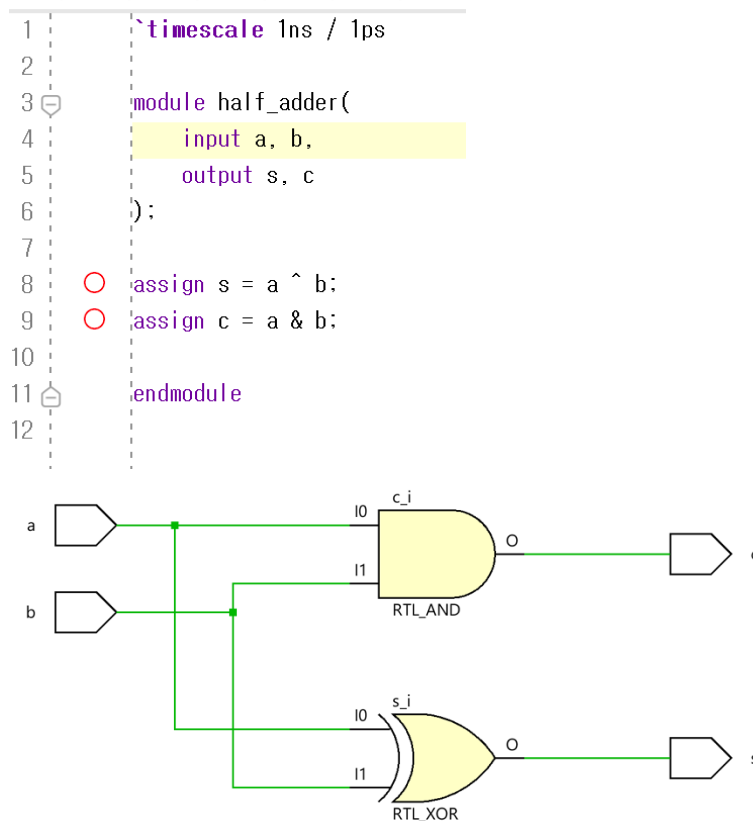 1 `timescale 1ns / 1ps
2
3 module half_adder(
4 input a, b,
5 output s, c
6 );
7
8 assign s = a ^ b;
9 assign c = a & b;
10
11 endmodule
12
c_i
a I0
O
I1
b RTL_AND
s_i
I0
O
I1
RTL_XOR